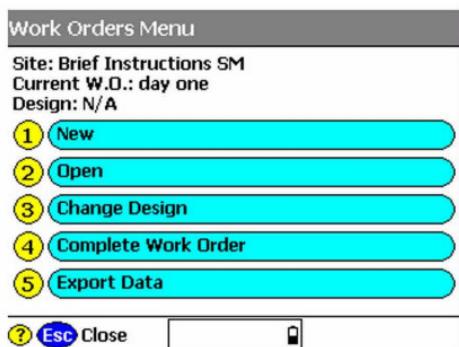 Work Orders Menu
Site: Brief Instructions SM
Current W.O.: day one
Design: N/A
1 New
2 Open
3 Change Design
4 Complete Work Order
5 Export Data
? Esc Close